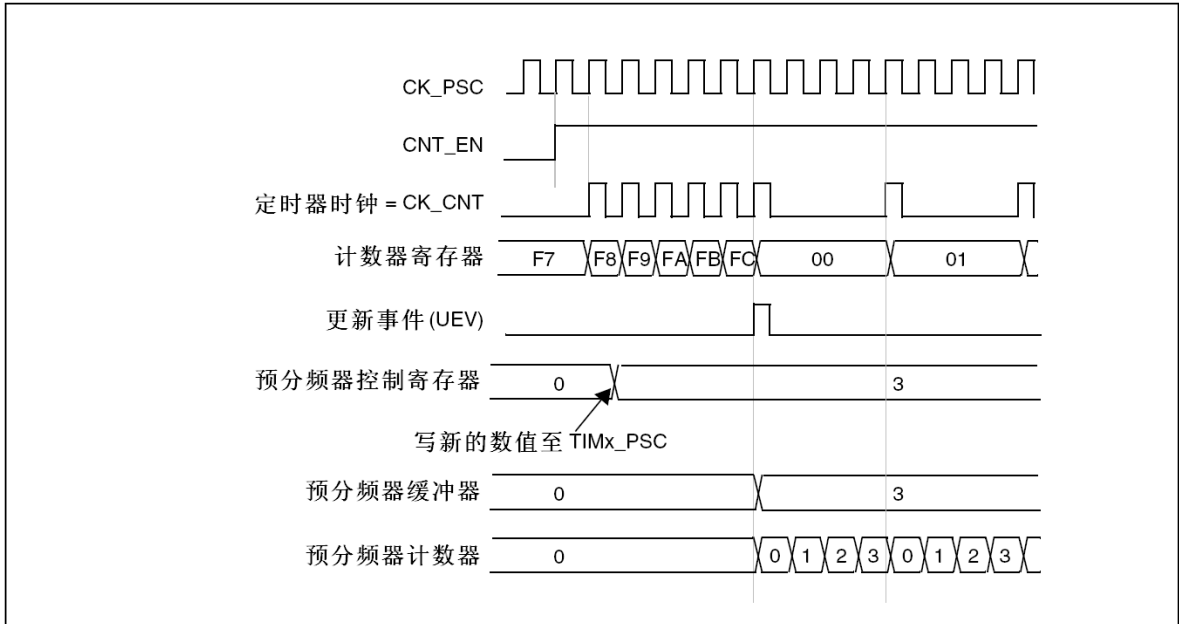 CK_PSC
CNT_EN
定时器时钟 = CK_CNT
计数器寄存器 F7 F8 F9 FA FB FC 00 01
更新事件(UEV)
预分频器控制寄存器 0 3
写新的数值至 TIMx_PSC
预分频器缓冲器 0 3
预分频器计数器 0 0 1 2 3 0 1 2 3